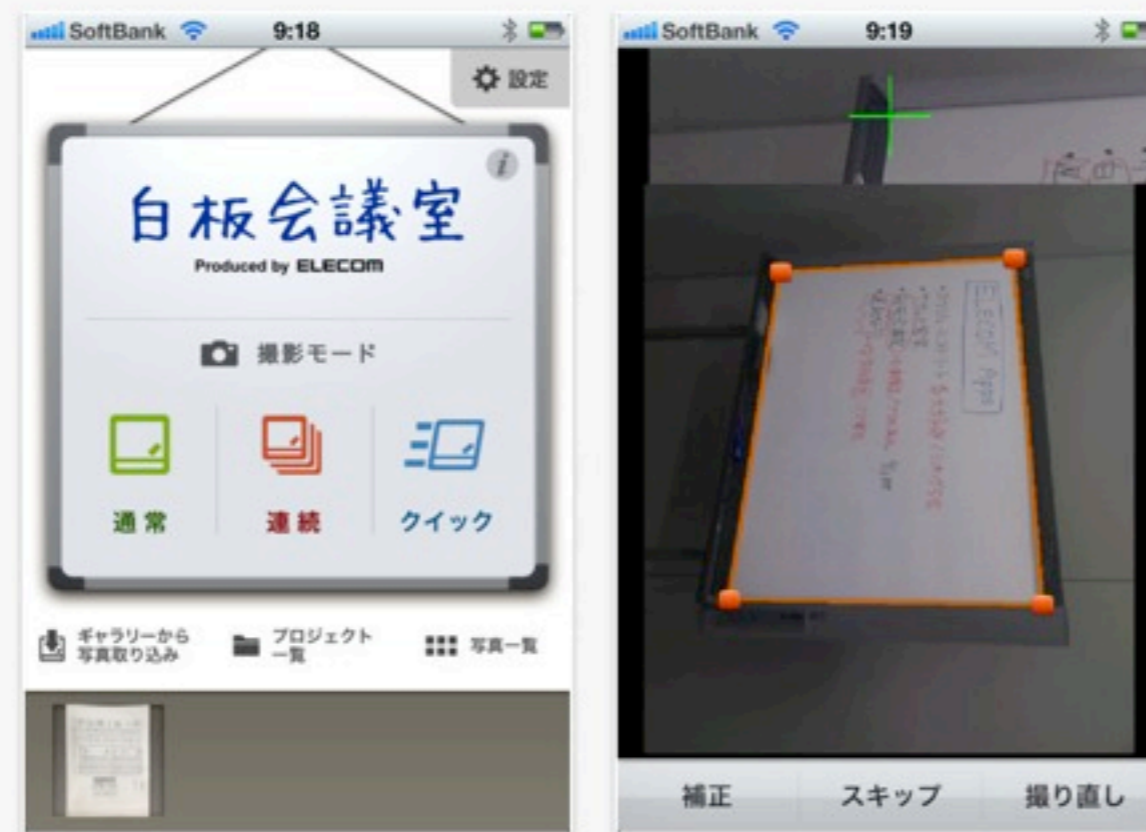 SoftBank 9:18
設定
白板会議室
Produced by ELECOM
撮影モード
通常
連続
クイック
ギャラリーから
写真取り込み
プロジェクト
一覧
写真一覧
SoftBank 9:19
ELECOM Apps
補正
スキップ
撮り直し